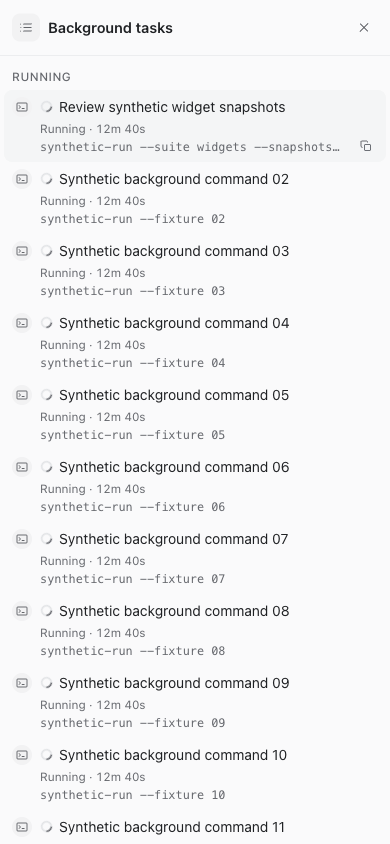 Background tasks
RUNNING
Review synthetic widget snapshots
Running · 12m 40s
synthetic-run --suite widgets --snapshots…
Synthetic background command 02
Running · 12m 40s
synthetic-run --fixture 02
Synthetic background command 03
Running · 12m 40s
synthetic-run --fixture 03
Synthetic background command 04
Running · 12m 40s
synthetic-run --fixture 04
Synthetic background command 05
Running · 12m 40s
synthetic-run --fixture 05
Synthetic background command 06
Running · 12m 40s
synthetic-run --fixture 06
Synthetic background command 07
Running · 12m 40s
synthetic-run --fixture 07
Synthetic background command 08
Running · 12m 40s
synthetic-run --fixture 08
Synthetic background command 09
Running · 12m 40s
synthetic-run --fixture 09
Synthetic background command 10
Running · 12m 40s
synthetic-run --fixture 10
Synthetic background command 11